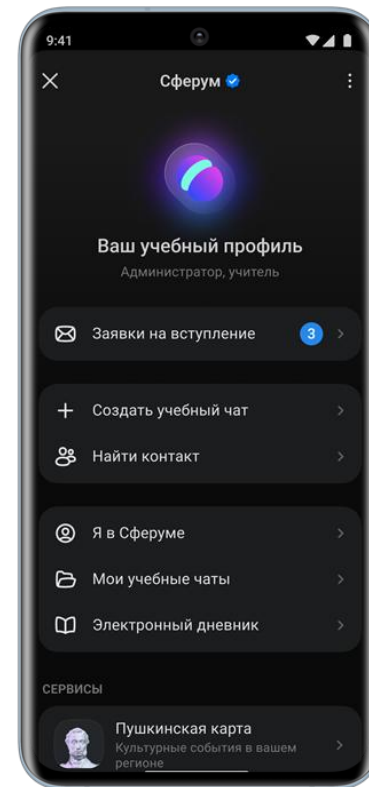 9:41
Сферум
Ваш учебный профиль
Администратор, учитель
Заявки на вступление 3
Создать учебный чат
Найти контакт
Я в Сферуме
Мои учебные чаты
Электронный дневник
СЕРВИСЫ
Пушкинская карта
Культурные события в вашем
регионе